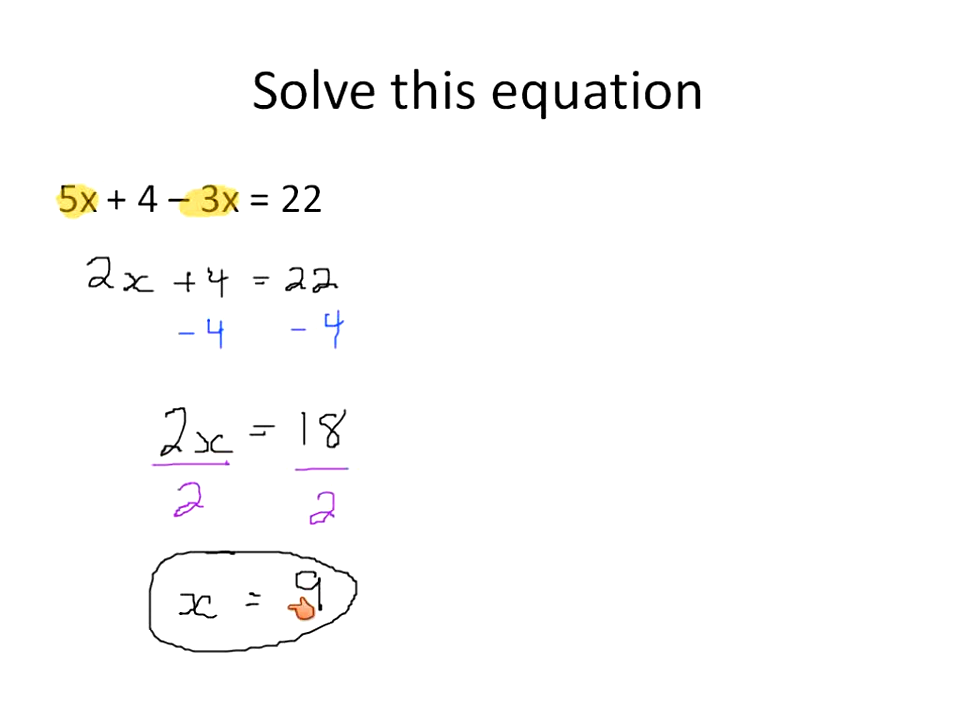 Solve this equation
5x + 4 – 3x = 22
2x + 4 = 22
- 4 - 4
2x = 18
2 2
x = 9